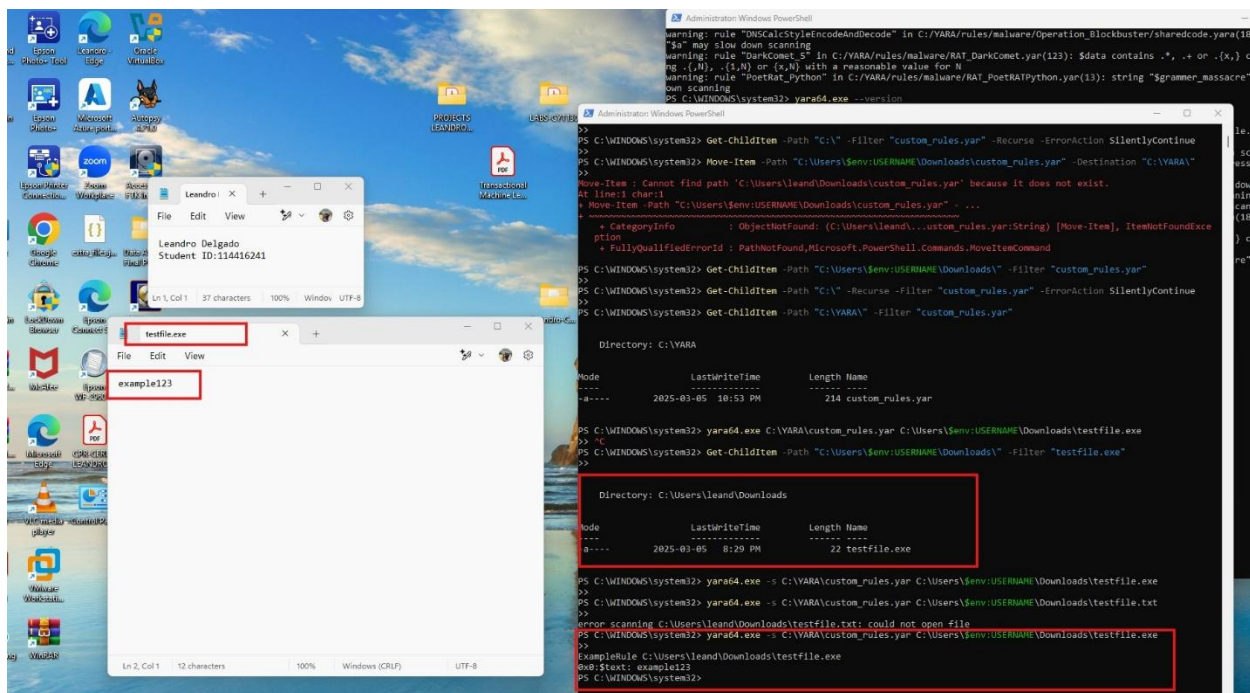 Epson Photo+ Tool
Leandro - Edge
Oracle VirtualBox
Epson Photo+
Microsoft Azure port...
Autopsy 4.21.0
Epson Printer Connection...
Zoom Workplace
zoom
Google Chrome
LockDown Browser
McAfee
Microsoft Edge
VLC media player
Control P...
VMware Workstati...
WinRAR
PROJECTS LEANDRO...
PDF
Transactional Machine Le...
Leandro
File Edit View
Leandro Delgado
Student ID:114416241
Ln 1, Col 1 37 characters 100% Window UTF-8
testfile.exe
File Edit View
example123
Ln 2, Col 1 12 characters 100% Windows (CRLF) UTF-8
Administrator: Windows PowerShell
warning: rule "DNSCalcStyleEncodeAndDecode" in C:/YARA/rules/malware/Operation_Blockbuster/sharedcode.yara(18
"$a" may slow down scanning
warning: rule "DarkComet_5" in C:/YARA/rules/malware/RAT_DarkComet.yar(123): $data contains .*, .+ or .{x,} c
ng .{,N}, .{1,N} or {x,N} with a reasonable value for N
warning: rule "PoetRat_Python" in C:/YARA/rules/malware/RAT_PoetRATPython.yar(13): string "$grammer_massacre"
own scanning
PS C:\WINDOWS\system32> yara64.exe --version
Administrator: Windows PowerShell
>>
PS C:\WINDOWS\system32> Get-ChildItem -Path "C:\" -Filter "custom_rules.yar" -Recurse -ErrorAction SilentlyContinue
>>
PS C:\WINDOWS\system32> Move-Item -Path "C:\Users\$env:USERNAME\Downloads\custom_rules.yar" -Destination "C:\YARA\"
>>
Move-Item : Cannot find path 'C:\Users\leand\Downloads\custom_rules.yar' because it does not exist.
At line:1 char:1
+ Move-Item -Path "C:\Users\$env:USERNAME\Downloads\custom_rules.yar" - ...
+ ~~~~~~~~~~~~~~~~~~~~~~~~~~~~~~~~~~~~~~~~~~~~~~~~~~~~~~~~~~~~~~~~~~~~~
+ CategoryInfo : ObjectNotFound: (C:\Users\leand\...ustom_rules.yar:String) [Move-Item], ItemNotFoundExce
ption
+ FullyQualifiedErrorId : PathNotFound,Microsoft.PowerShell.Commands.MoveItemCommand
PS C:\WINDOWS\system32> Get-ChildItem -Path "C:\Users\$env:USERNAME\Downloads\" -Filter "custom_rules.yar"
>>
PS C:\WINDOWS\system32> Get-ChildItem -Path "C:\" -Recurse -Filter "custom_rules.yar" -ErrorAction SilentlyContinue
>>
PS C:\WINDOWS\system32> Get-ChildItem -Path "C:\YARA\" -Filter "custom_rules.yar"
>>
Directory: C:\YARA
Mode LastWriteTime Length Name
---- ------------- ------ ----
-a---- 2025-03-05 10:53 PM 214 custom_rules.yar
PS C:\WINDOWS\system32> yara64.exe C:\YARA\custom_rules.yar C:\Users\$env:USERNAME\Downloads\testfile.exe
>> ^C
PS C:\WINDOWS\system32> Get-ChildItem -Path "C:\Users\$env:USERNAME\Downloads\" -Filter "testfile.exe"
>>
Directory: C:\Users\leand\Downloads
Mode LastWriteTime Length Name
---- ------------- ------ ----
-a---- 2025-03-05 8:29 PM 22 testfile.exe
PS C:\WINDOWS\system32> yara64.exe -s C:\YARA\custom_rules.yar C:\Users\$env:USERNAME\Downloads\testfile.exe
>>
PS C:\WINDOWS\system32> yara64.exe -s C:\YARA\custom_rules.yar C:\Users\$env:USERNAME\Downloads\testfile.txt
>>
error scanning C:\Users\leand\Downloads\testfile.txt: could not open file
PS C:\WINDOWS\system32> yara64.exe -s C:\YARA\custom_rules.yar C:\Users\$env:USERNAME\Downloads\testfile.exe
>>
ExampleRule C:\Users\leand\Downloads\testfile.exe
0x0:$text: example123
PS C:\WINDOWS\system32>